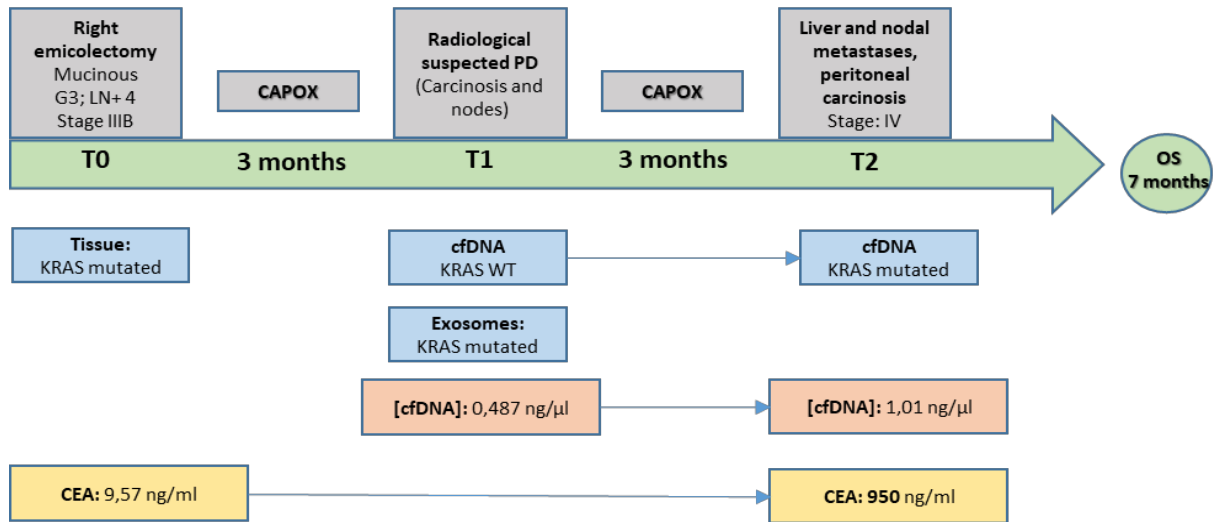 Right
emicolectomy
Mucinous
G3; LN+ 4
Stage IIIB
CAPOX
Radiological
suspected PD
(Carcinosis and
nodes)
CAPOX
Liver and nodal
metastases,
peritoneal
carcinosis
Stage: IV
T0
3 months
T1
3 months
T2
OS
7 months
Tissue:
KRAS mutated
cfDNA
KRAS WT
cfDNA
KRAS mutated
Exosomes:
KRAS mutated
[cfDNA]: 0,487 ng/µl
[cfDNA]: 1,01 ng/µl
CEA: 9,57 ng/ml
CEA: 950 ng/ml